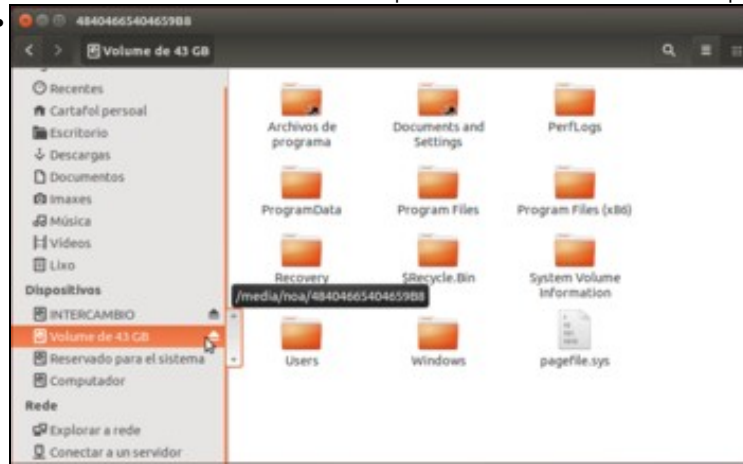 4840466540465988
Volume de 43 GB
Recentes
Cartafol persoal
Escritorio
Descargas
Documentos
Imaxes
Música
Vídeos
Lixo
Dispositivos
INTERCAMBIO
Volume de 43 GB
Reservado para el sistema
Computador
Rede
Explorar a rede
Conectar a un servidor
Archivos de
programa
Documents and
Settings
PerfLogs
ProgramData
Program Files
Program Files (x86)
Recovery
$Recycle.Bin
System Volume
Information
/media/noa/4840466540465988
Users
Windows
pagefile.sys